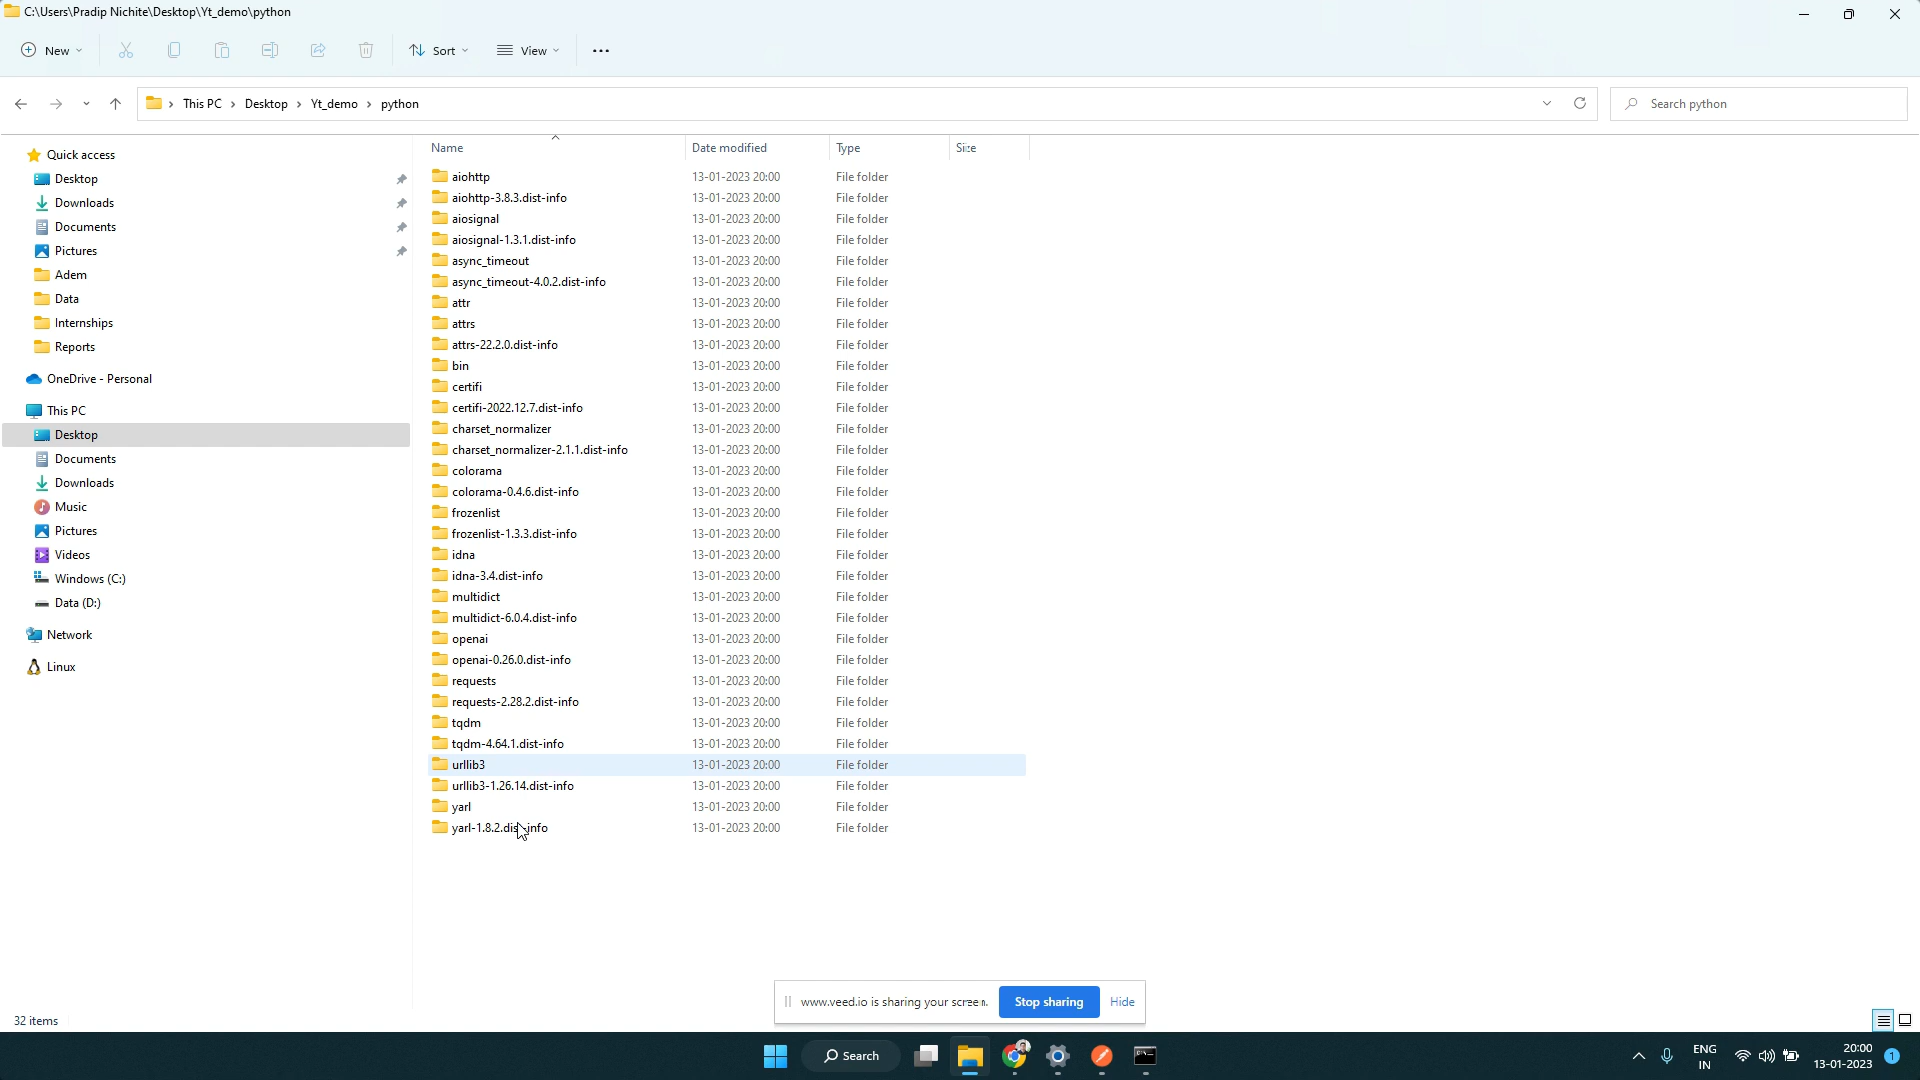 C:\Users\Pradip Nichite\Desktop\Yt_demo\python
New Sort View
This PC Desktop Yt_demo python Search python
Name Date modified Type Size
Quick access
Desktop
Downloads
Documents
Pictures
Adem
Data
Internships
Reports
OneDrive - Personal
This PC
Desktop
Documents
Downloads
Music
Pictures
Videos
Windows (C:)
Data (D:)
Network
Linux
aiohttp 13-01-2023 20:00 File folder
aiohttp-3.8.3.dist-info 13-01-2023 20:00 File folder
aiosignal 13-01-2023 20:00 File folder
aiosignal-1.3.1.dist-info 13-01-2023 20:00 File folder
async_timeout 13-01-2023 20:00 File folder
async_timeout-4.0.2.dist-info 13-01-2023 20:00 File folder
attr 13-01-2023 20:00 File folder
attrs 13-01-2023 20:00 File folder
attrs-22.2.0.dist-info 13-01-2023 20:00 File folder
bin 13-01-2023 20:00 File folder
certifi 13-01-2023 20:00 File folder
certifi-2022.12.7.dist-info 13-01-2023 20:00 File folder
charset_normalizer 13-01-2023 20:00 File folder
charset_normalizer-2.1.1.dist-info 13-01-2023 20:00 File folder
colorama 13-01-2023 20:00 File folder
colorama-0.4.6.dist-info 13-01-2023 20:00 File folder
frozenlist 13-01-2023 20:00 File folder
frozenlist-1.3.3.dist-info 13-01-2023 20:00 File folder
idna 13-01-2023 20:00 File folder
idna-3.4.dist-info 13-01-2023 20:00 File folder
multidict 13-01-2023 20:00 File folder
multidict-6.0.4.dist-info 13-01-2023 20:00 File folder
openai 13-01-2023 20:00 File folder
openai-0.26.0.dist-info 13-01-2023 20:00 File folder
requests 13-01-2023 20:00 File folder
requests-2.28.2.dist-info 13-01-2023 20:00 File folder
tqdm 13-01-2023 20:00 File folder
tqdm-4.64.1.dist-info 13-01-2023 20:00 File folder
urllib3 13-01-2023 20:00 File folder
urllib3-1.26.14.dist-info 13-01-2023 20:00 File folder
yarl 13-01-2023 20:00 File folder
yarl-1.8.2.dist-info 13-01-2023 20:00 File folder
www.veed.io is sharing your screen. Stop sharing Hide
32 items
Search
ENG
IN
20:00
13-01-2023
1